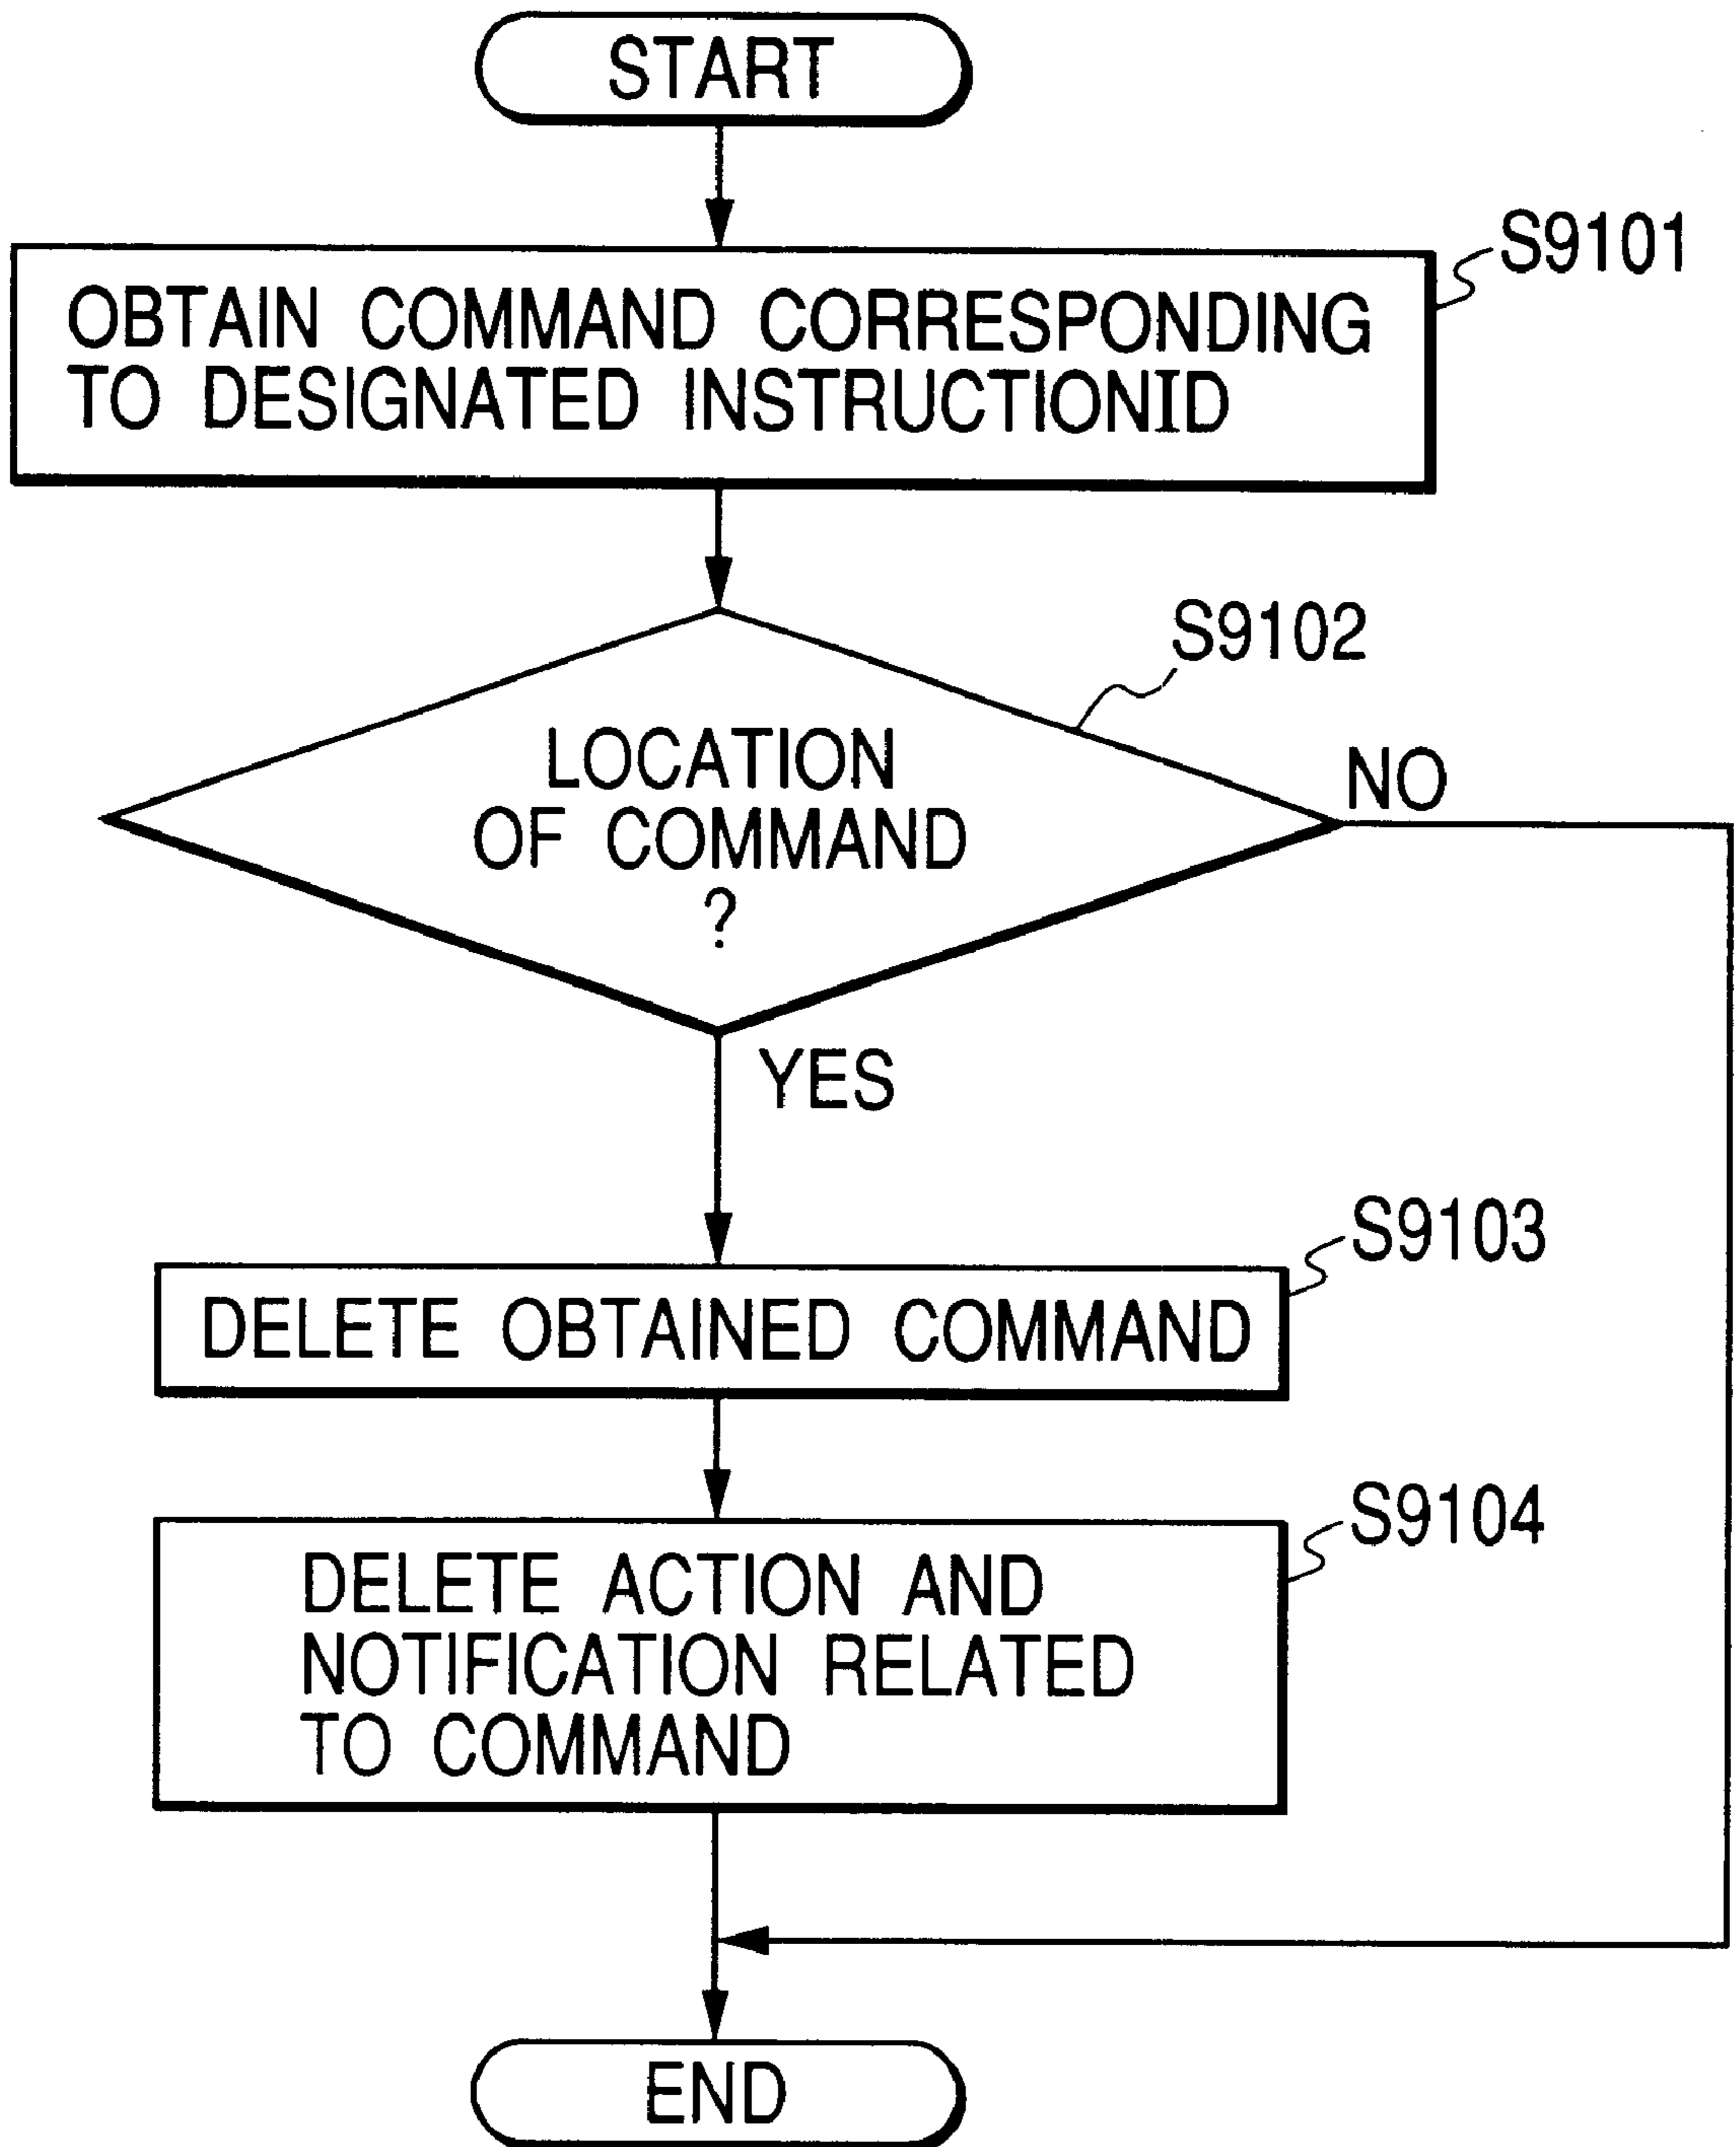 START
S9101
OBTAIN COMMAND CORRESPONDING
TO DESIGNATED INSTRUCTIONID
S9102
LOCATION
OF COMMAND
?
NO
YES
S9103
DELETE OBTAINED COMMAND
S9104
DELETE ACTION AND
NOTIFICATION RELATED
TO COMMAND
END